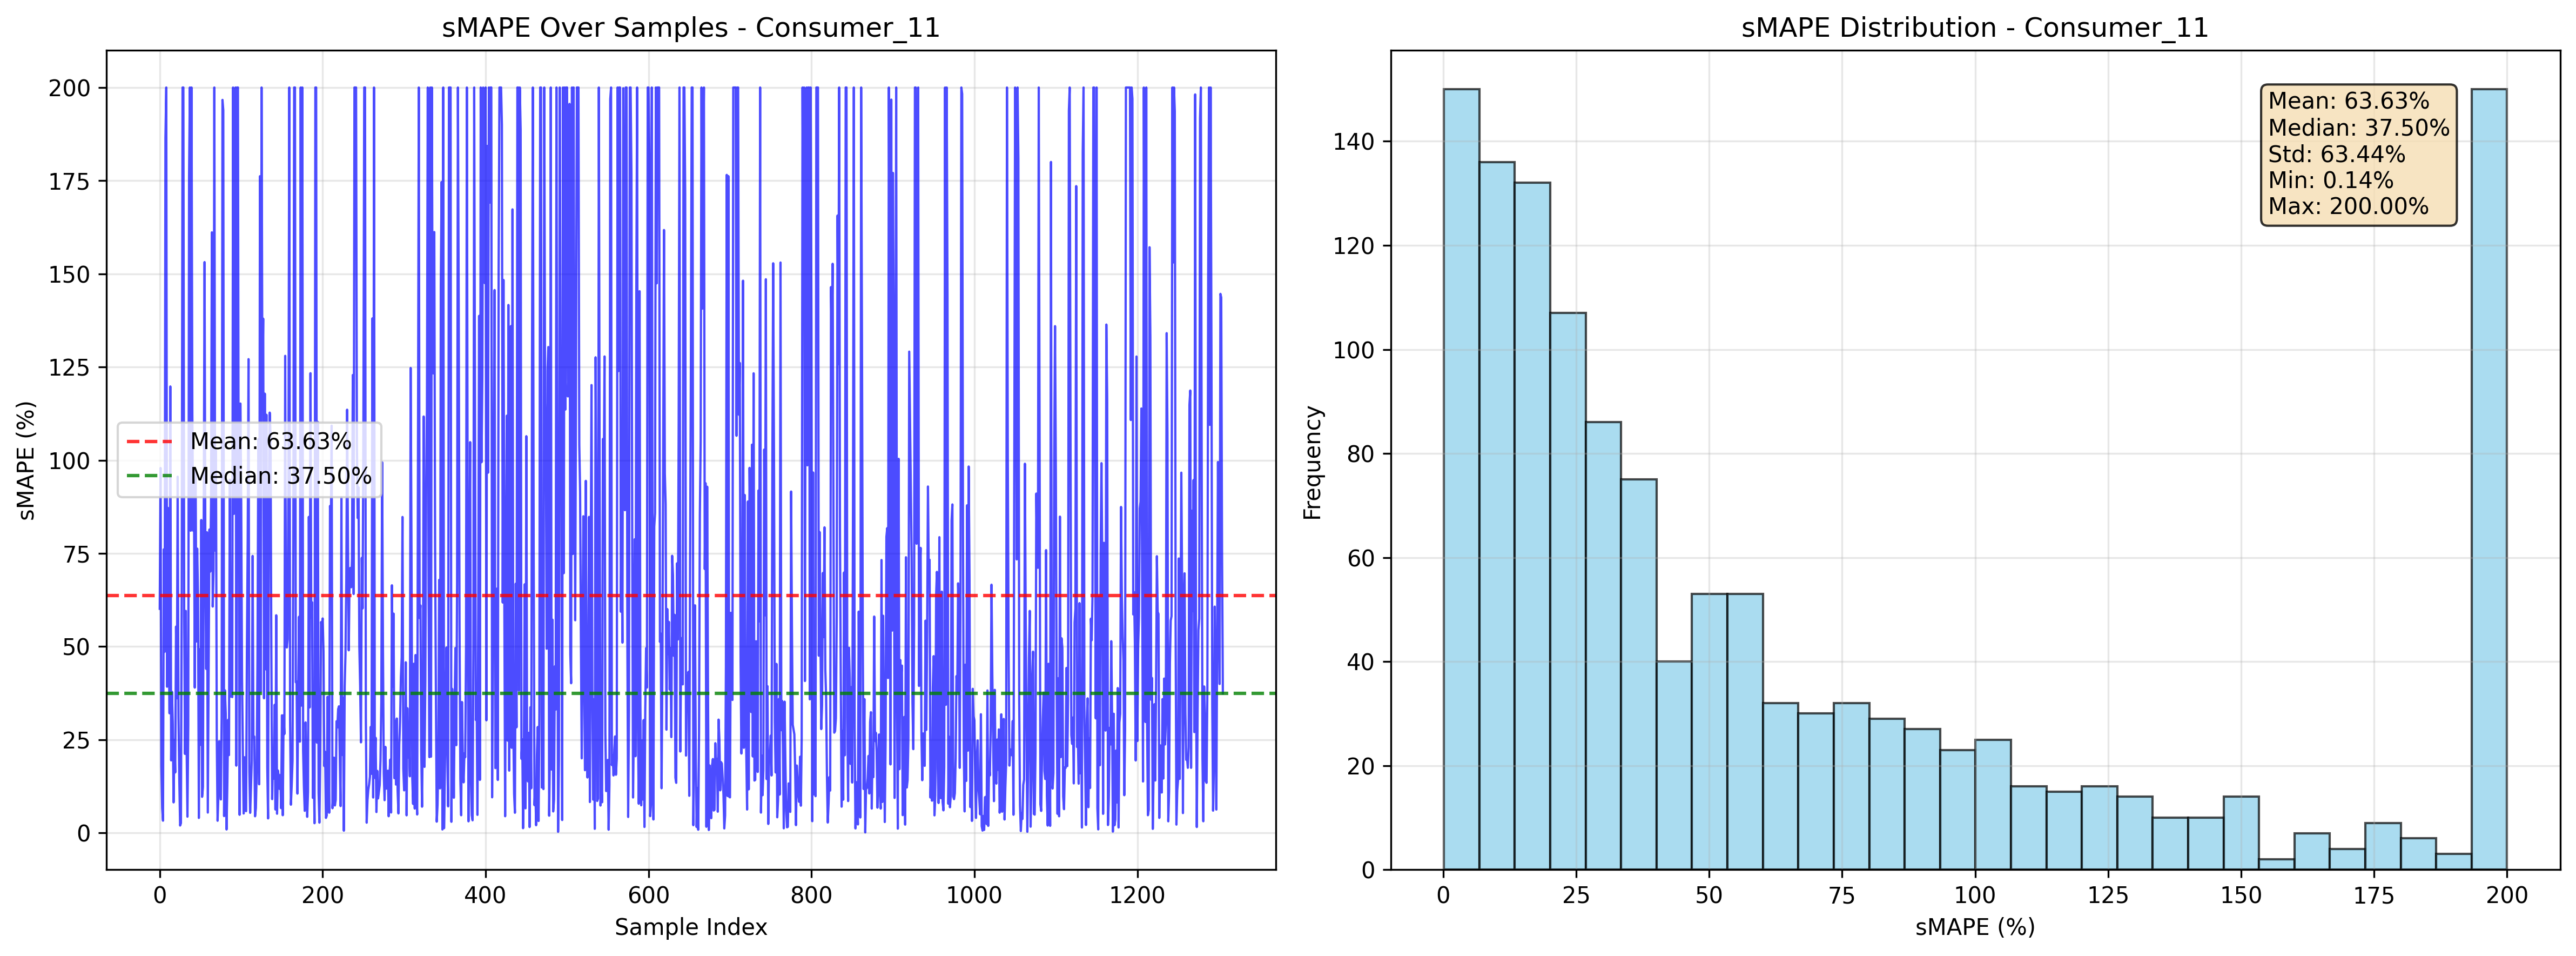 sMAPE Over Samples - Consumer_11
sMAPE (%)
200
175
150
125
100
75
50
25
0
Mean: 63.63%
Median: 37.50%
0
200
400
600
800
1000
1200
Sample Index
sMAPE Distribution - Consumer_11
Frequency
140
120
100
80
60
40
20
0
Mean: 63.63%
Median: 37.50%
Std: 63.44%
Min: 0.14%
Max: 200.00%
0
25
50
75
100
125
150
175
200
sMAPE (%)